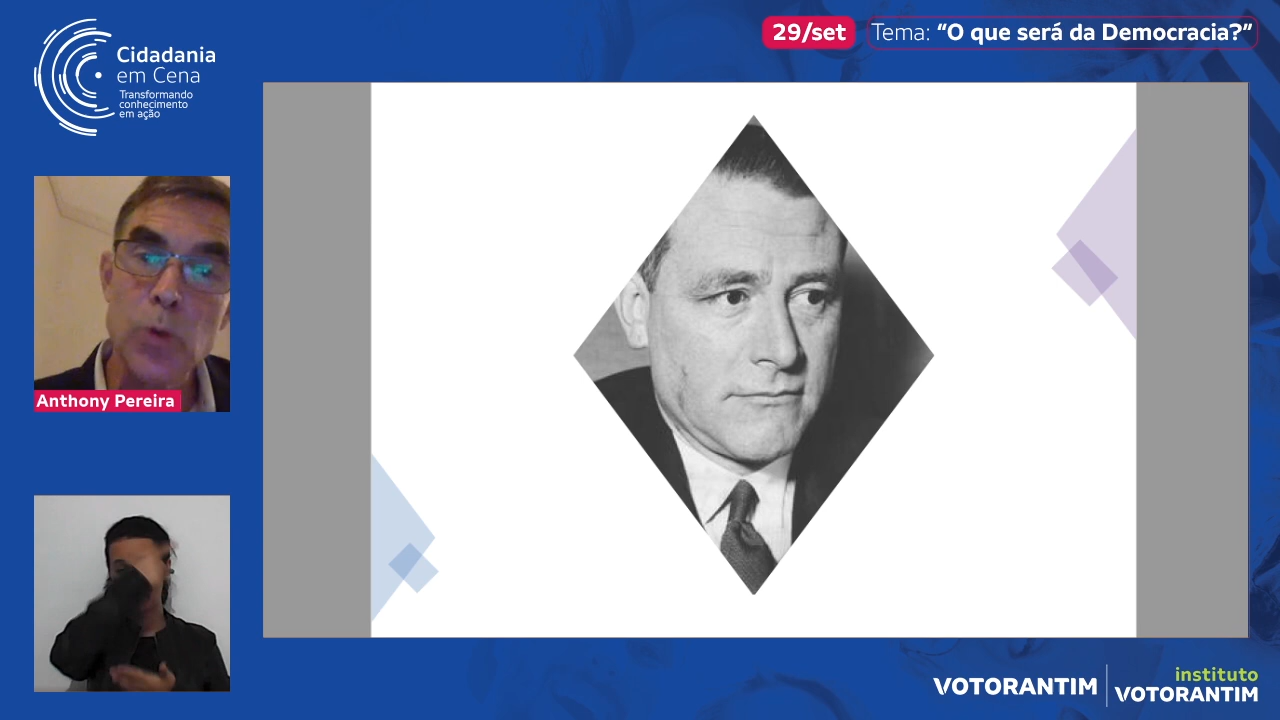 Cidadania
em Cena
Transformando
conhecimento
em ação
29/set
Tema: “O que será da Democracia?”
Anthony Pereira
VOTORANTIM
instituto
VOTORANTIM